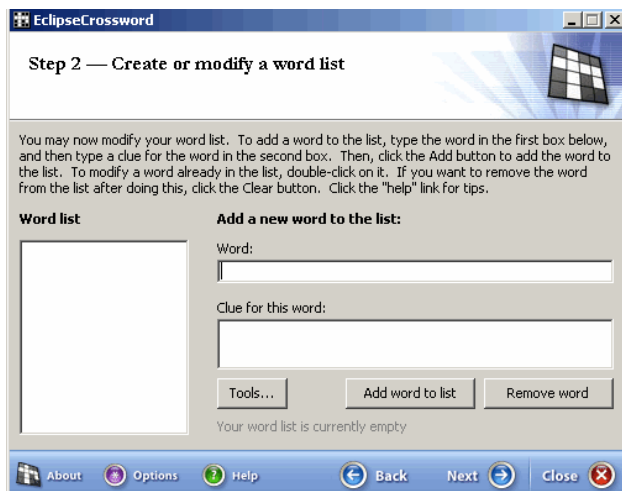 EclipseCrossword
Step 2 — Create or modify a word list
You may now modify your word list. To add a word to the list, type the word in the first box below,
and then type a clue for the word in the second box. Then, click the Add button to add the word to
the list. To modify a word already in the list, double-click on it. If you want to remove the word
from the list after doing this, click the Clear button. Click the "help" link for tips.
Word list
Add a new word to the list:
Word:
Clue for this word:
Tools...
Add word to list
Remove word
Your word list is currently empty
About
Options
Help
Back
Next
Close